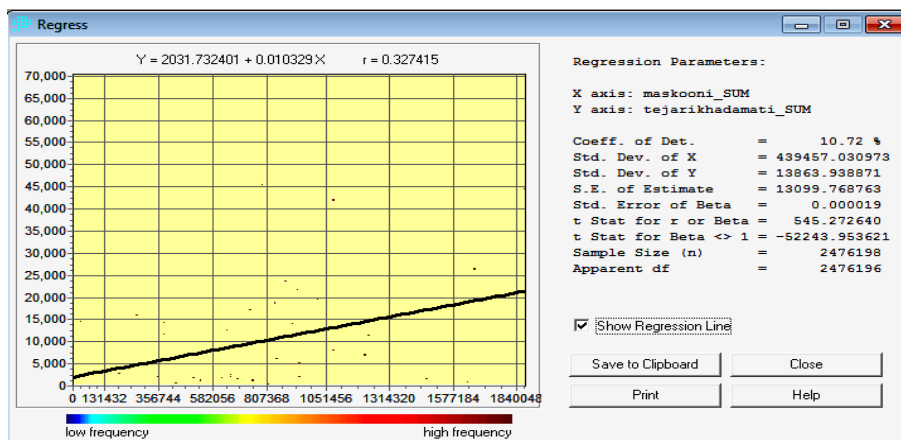 Regress
Y = 2031.732401 + 0.010329 X r = 0.327415
70,000
65,000
60,000
55,000
50,000
45,000
40,000
35,000
30,000
25,000
20,000
15,000
10,000
5,000
0
0 131432 356744 582056 807368 1051456 1314320 1577184 1840048
low frequency high frequency
Regression Parameters:
X axis: maskooni_SUM
Y axis: tejarikhadamati_SUM
Coeff. of Det. = 10.72 %
Std. Dev. of X = 439457.030973
Std. Dev. of Y = 13863.938871
S.E. of Estimate = 13099.768763
Std. Error of Beta = 0.000019
t Stat for r or Beta = 545.272640
t Stat for Beta <> 1 = -52243.953621
Sample Size (n) = 2476198
Apparent df = 2476196
Show Regression Line
Save to Clipboard Close
Print Help